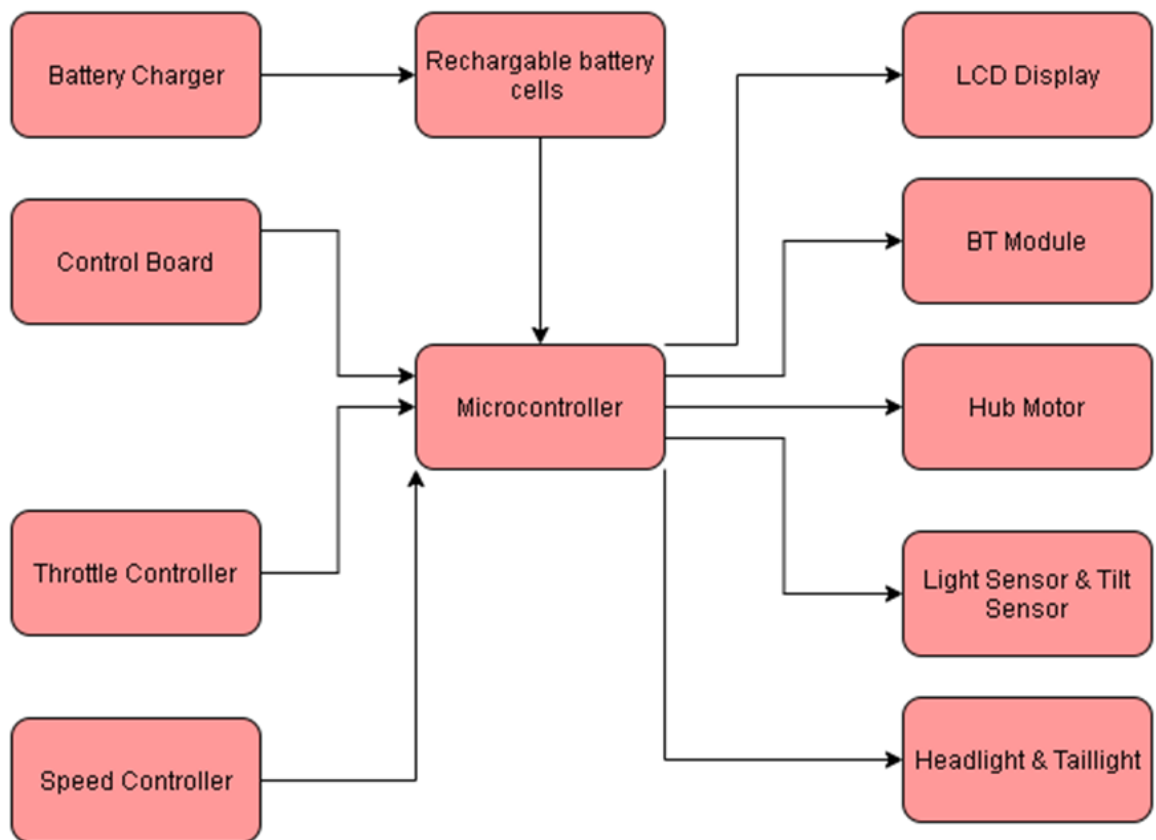 Battery Charger
Rechargable battery
cells
LCD Display
Control Board
BT Module
Microcontroller
Hub Motor
Throttle Controller
Light Sensor & Tilt
Sensor
Speed Controller
Headlight & Taillight